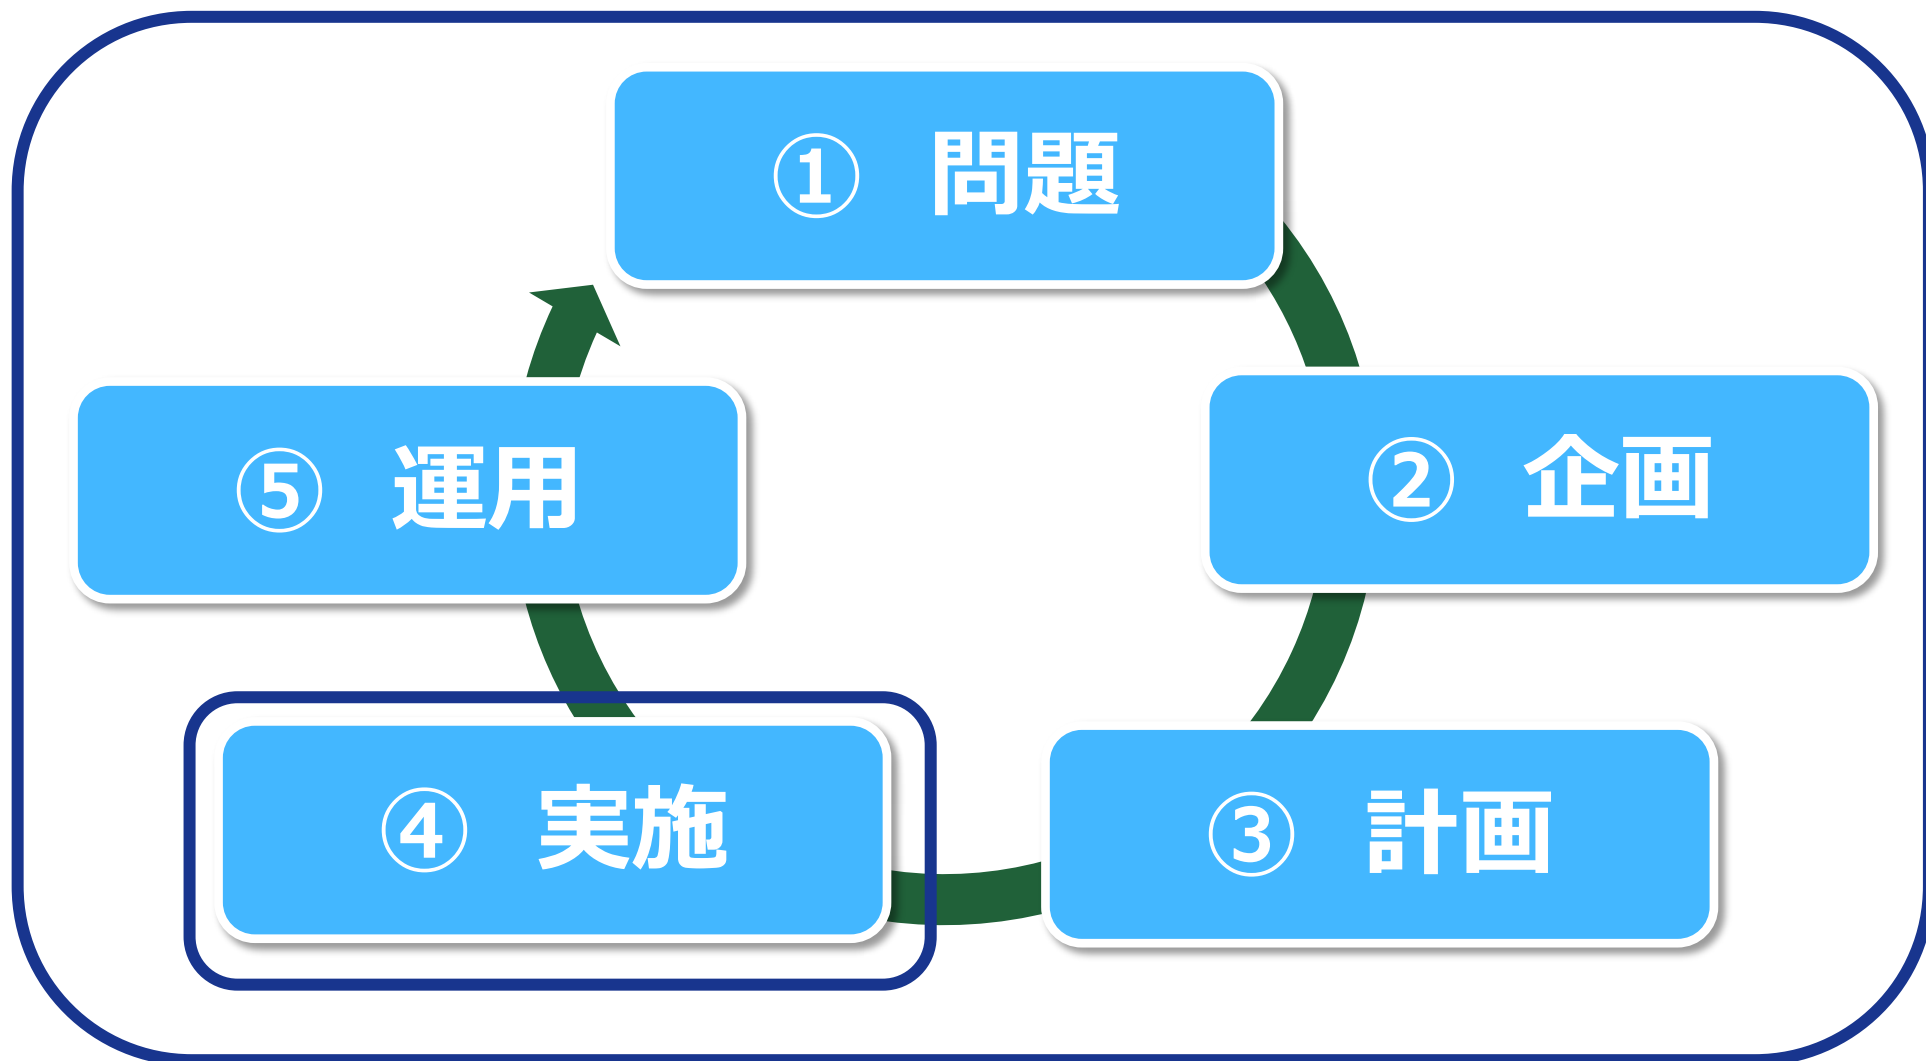 ① 問題
② 企画
③ 計画
④ 実施
⑤ 運用